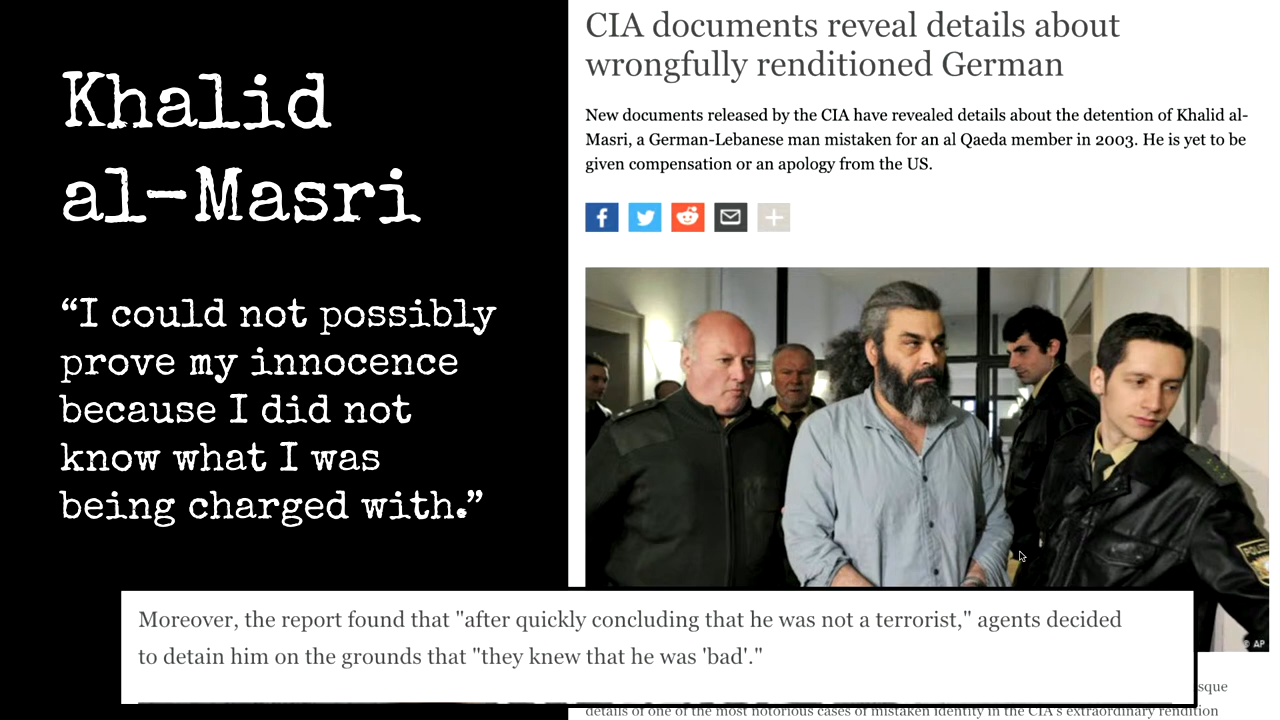 Khalid
al-Masri
“I could not possibly
prove my innocence
because I did not
know what I was
being charged with.”
CIA documents reveal details about
wrongfully renditioned German
New documents released by the CIA have revealed details about the detention of Khalid al-
Masri, a German-Lebanese man mistaken for an al Qaeda member in 2003. He is yet to be
given compensation or an apology from the US.
© AP
Moreover, the report found that "after quickly concluding that he was not a terrorist," agents decided
to detain him on the grounds that "they knew that he was 'bad'."
details of one of the most notorious cases of mistaken identity in the CIA's extraordinary rendition